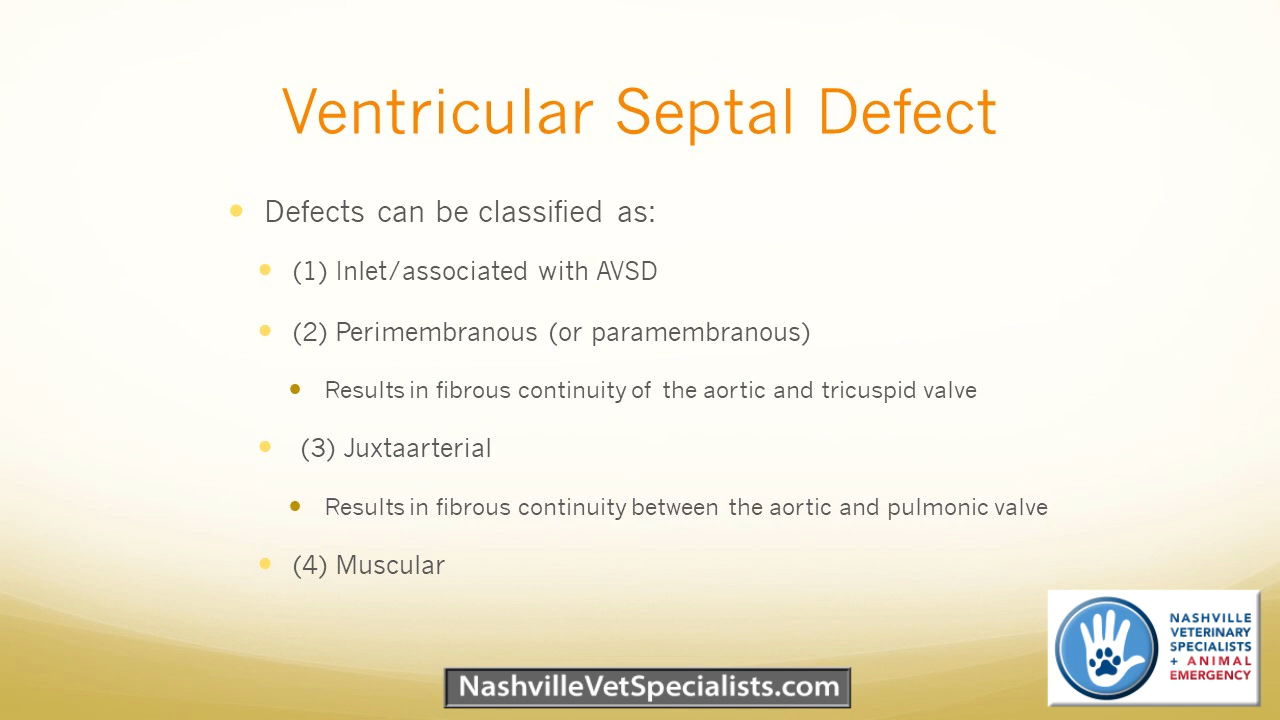 Ventricular Septal Defect
Defects can be classified as:
(1) Inlet/associated with AVSD
(2) Perimembranous (or paramembranous)
Results in fibrous continuity of the aortic and tricuspid valve
(3) Juxtaarterial
Results in fibrous continuity between the aortic and pulmonic valve
(4) Muscular
NASHVILLE
VETERINARY
SPECIALISTS
+ ANIMAL
EMERGENCY
NashvilleVetSpecialists.com